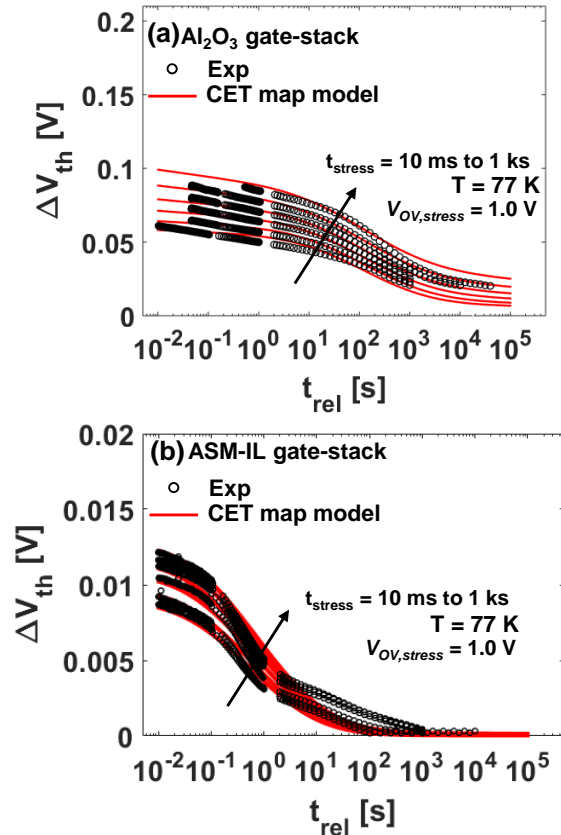 (a) Al₂O₃ gate-stack
Exp
CET map model
t_stress = 10 ms to 1 ks
T = 77 K
V_OV,stress = 1.0 V
ΔV_th [V]
0.2
0.15
0.1
0.05
0
10⁻² 10⁻¹ 10⁰ 10¹ 10² 10³ 10⁴ 10⁵
t_rel [s]
(b) ASM-IL gate-stack
Exp
CET map model
t_stress = 10 ms to 1 ks
T = 77 K
V_OV,stress = 1.0 V
ΔV_th [V]
0.02
0.015
0.01
0.005
0
10⁻² 10⁻¹ 10⁰ 10¹ 10² 10³ 10⁴ 10⁵
t_rel [s]